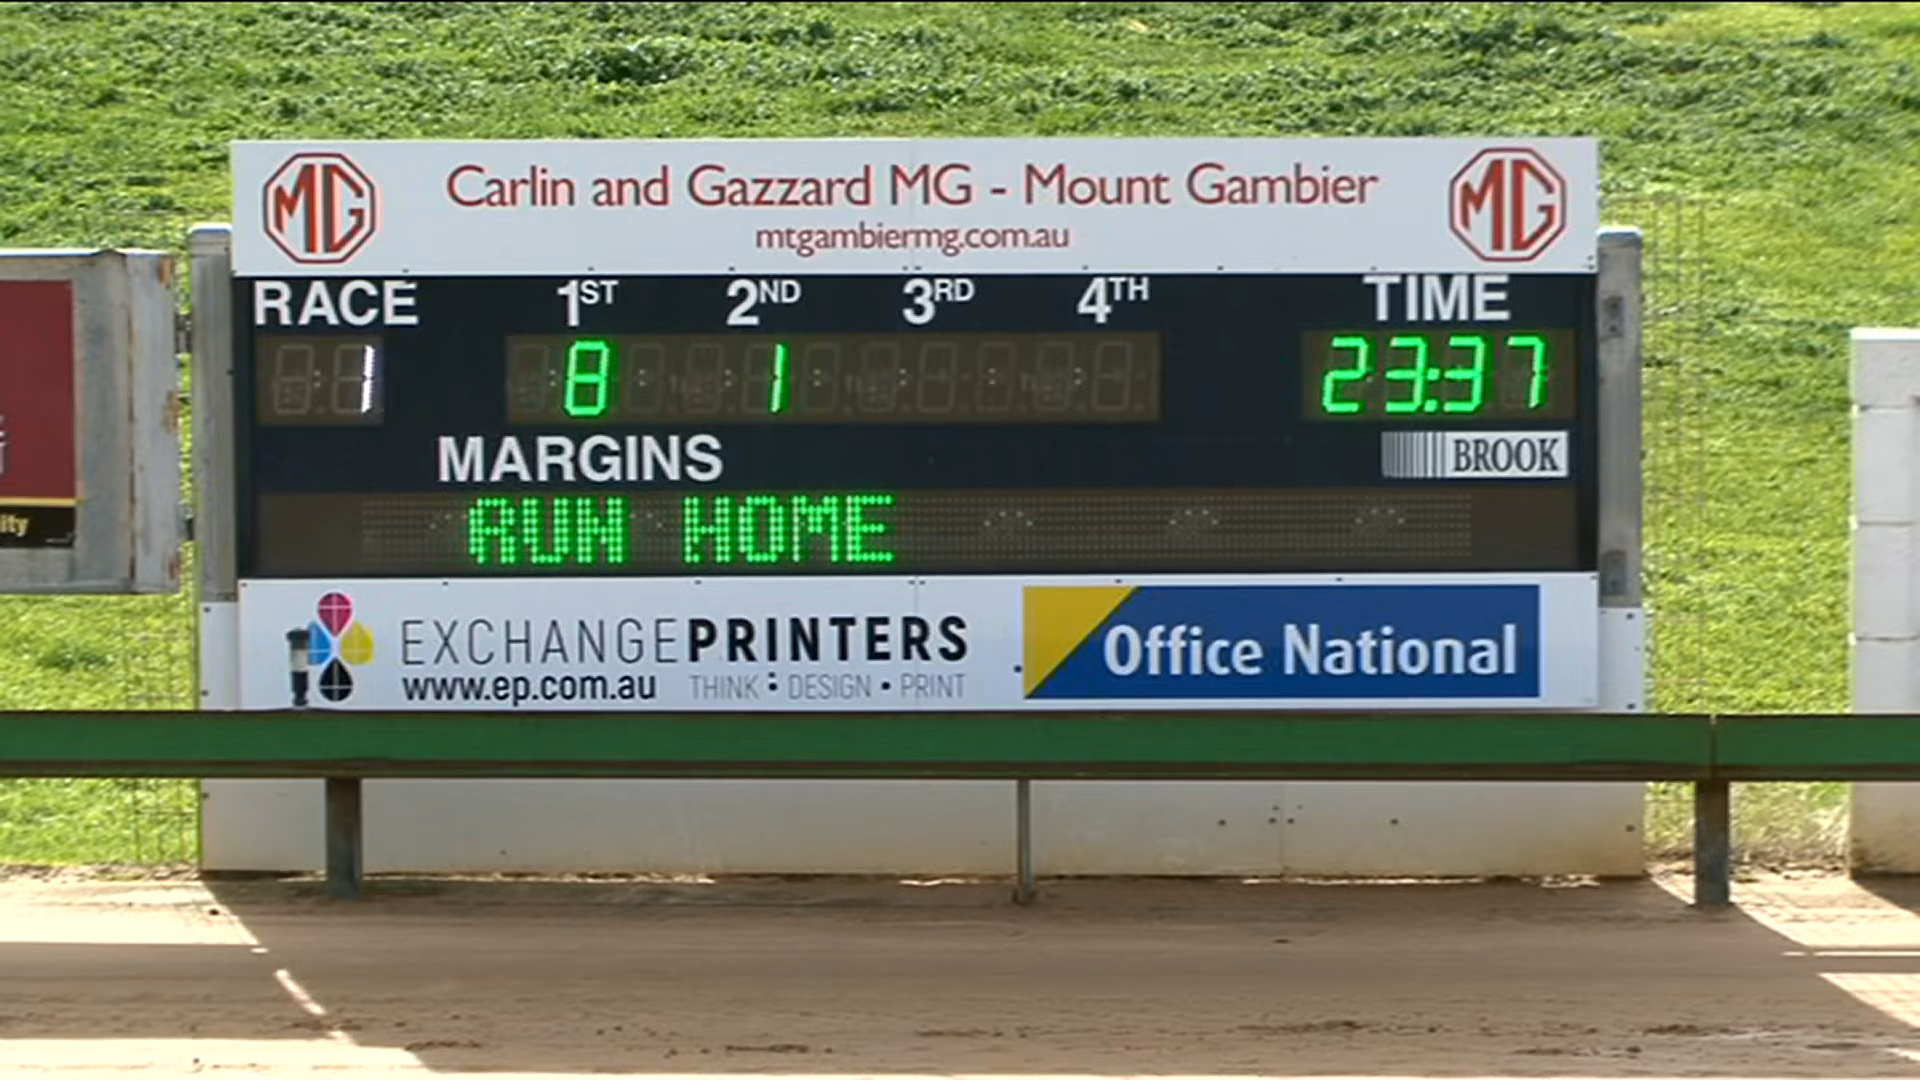 MG Carlin and Gazzard MG - Mount Gambier MG
mtgambiermg.com.au
RACE 1ST 2ND 3RD 4TH TIME
1 8 1 23:37
MARGINS BROOK
RUN HOME
EXCHANGEPRINTERS Office National
www.ep.com.au THINK : DESIGN • PRINT
ity